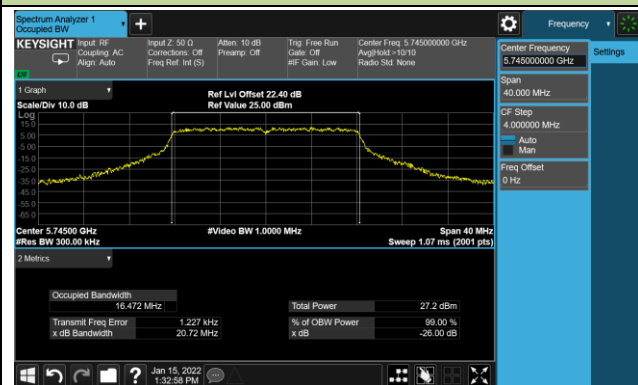 Spectrum Analyzer 1
Occupied BW
Frequency
KEYSIGHT
Input: RF
Coupling: AC
Align: Auto
Input Z: 50 Ω
Corrections: Off
Freq Ref: Int (S)
Atten: 10 dB
Preamp: Off
Trig: Free Run
Gate: Off
#IF Gain: Low
Center Freq: 5.745000000 GHz
Avg|Hold:>10/10
Radio Std: None
Center Frequency
5.745000000 GHz
Settings
Span
40.000 MHz
CF Step
4.000000 MHz
Auto
Man
Freq Offset
0 Hz
1 Graph
Scale/Div 10.0 dB
Ref Lvl Offset 22.40 dB
Ref Value 25.00 dBm
Log
15.0
5.00
-5.00
-15.0
-25.0
-35.0
-45.0
-55.0
-65.0
Center 5.74500 GHz
#Res BW 300.00 kHz
#Video BW 1.0000 MHz
Span 40 MHz
Sweep 1.07 ms (2001 pts)
2 Metrics
Occupied Bandwidth
16.472 MHz
Total Power 27.2 dBm
Transmit Freq Error 1.227 kHz
% of OBW Power 99.00 %
x dB Bandwidth 20.72 MHz
x dB -26.00 dB
Jan 15, 2022
1:32:58 PM